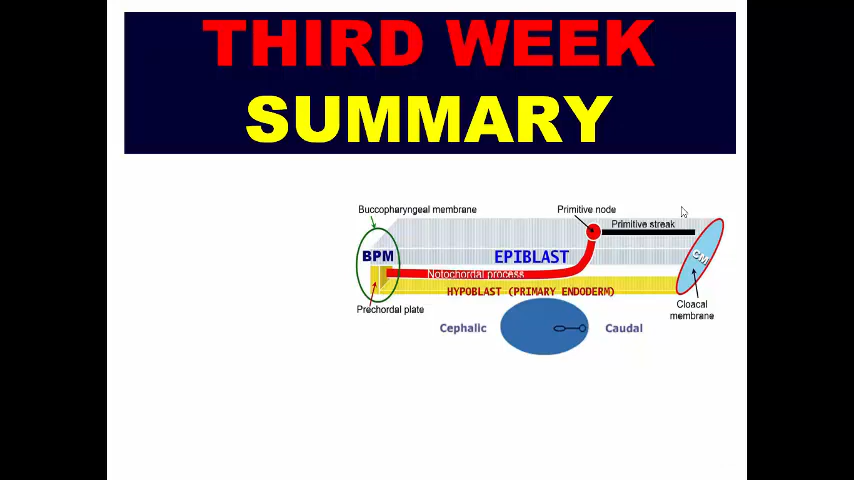 THIRD WEEK
SUMMARY
Buccopharyngeal membrane
Primitive node
Primitive streak
BPM
EPIBLAST
CM
Notochordal process
HYPOBLAST (PRIMARY ENDODERM)
Prechordal plate
Cloacal
membrane
Cephalic
Caudal